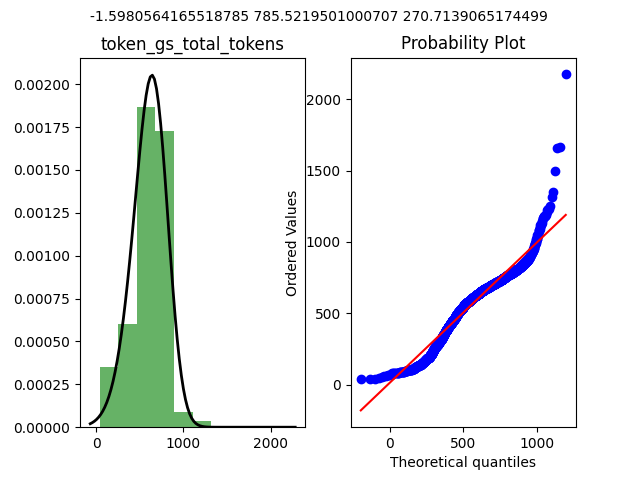 -1.5980564165518785 785.5219501000707 270.7139065174499
token_gs_total_tokens
0.00200
0.00175
0.00150
0.00125
0.00100
0.00075
0.00050
0.00025
0.00000
0 1000 2000
Probability Plot
Ordered Values
2000
1500
1000
500
0
0 500 1000
Theoretical quantiles